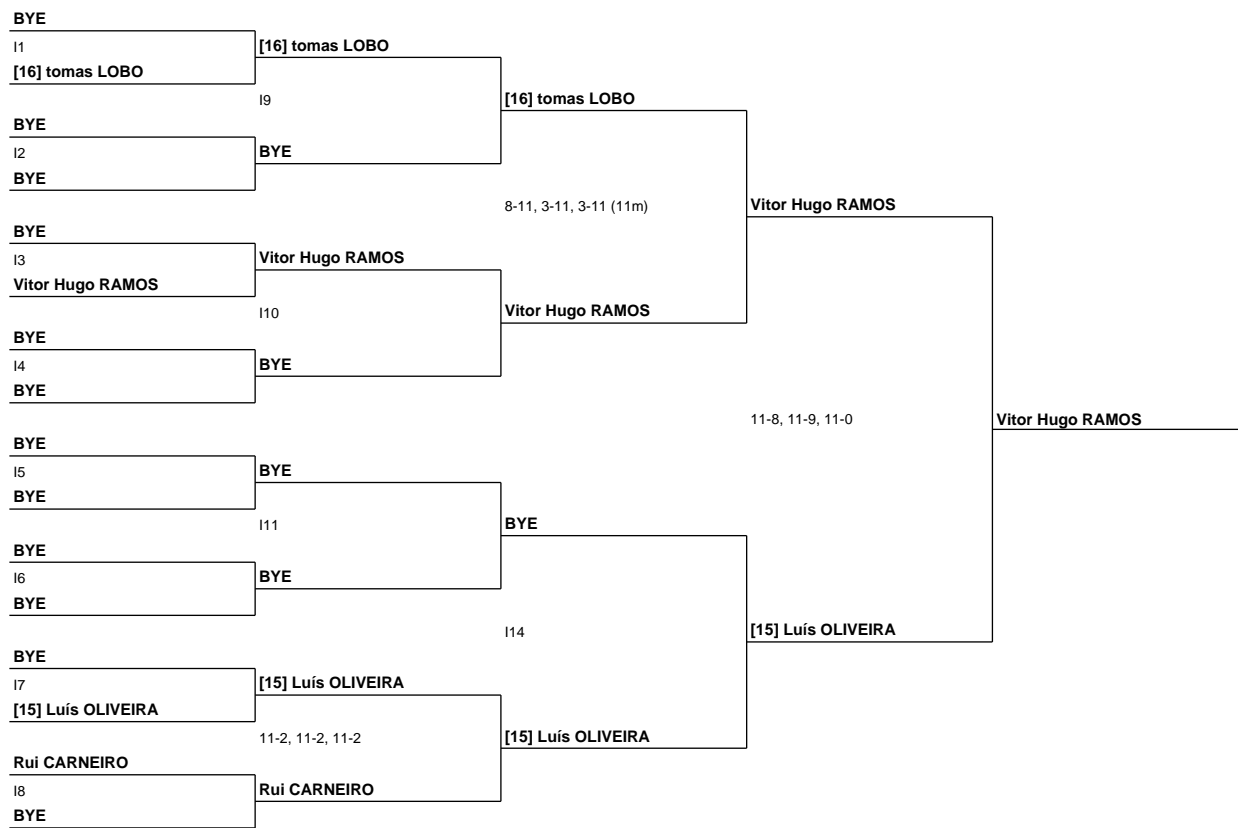 BYE
I1
[16] tomas LOBO
BYE
I2
BYE
BYE
I3
Vitor Hugo RAMOS
BYE
I4
BYE
BYE
I5
BYE
BYE
I6
BYE
BYE
I7
[15] Luís OLIVEIRA
Rui CARNEIRO
I8
BYE
[16] tomas LOBO
I9
BYE
Vitor Hugo RAMOS
I10
BYE
BYE
I11
BYE
[15] Luís OLIVEIRA
11-2, 11-2, 11-2
Rui CARNEIRO
[16] tomas LOBO
8-11, 3-11, 3-11 (11m)
Vitor Hugo RAMOS
BYE
I14
[15] Luís OLIVEIRA
Vitor Hugo RAMOS
11-8, 11-9, 11-0
[15] Luís OLIVEIRA
Vitor Hugo RAMOS